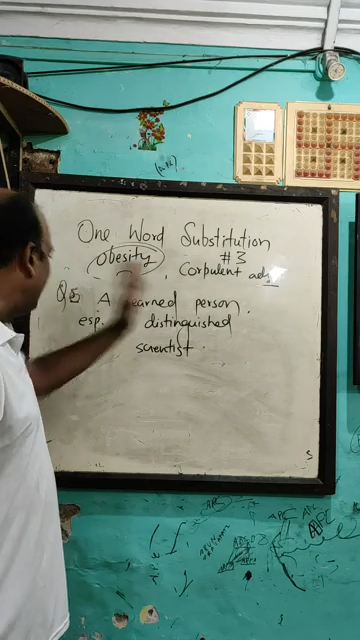 One Word Substitution
#3
obesity
, Corpulent adj
Q5 A learned person.
esp. distinguished
scientist.